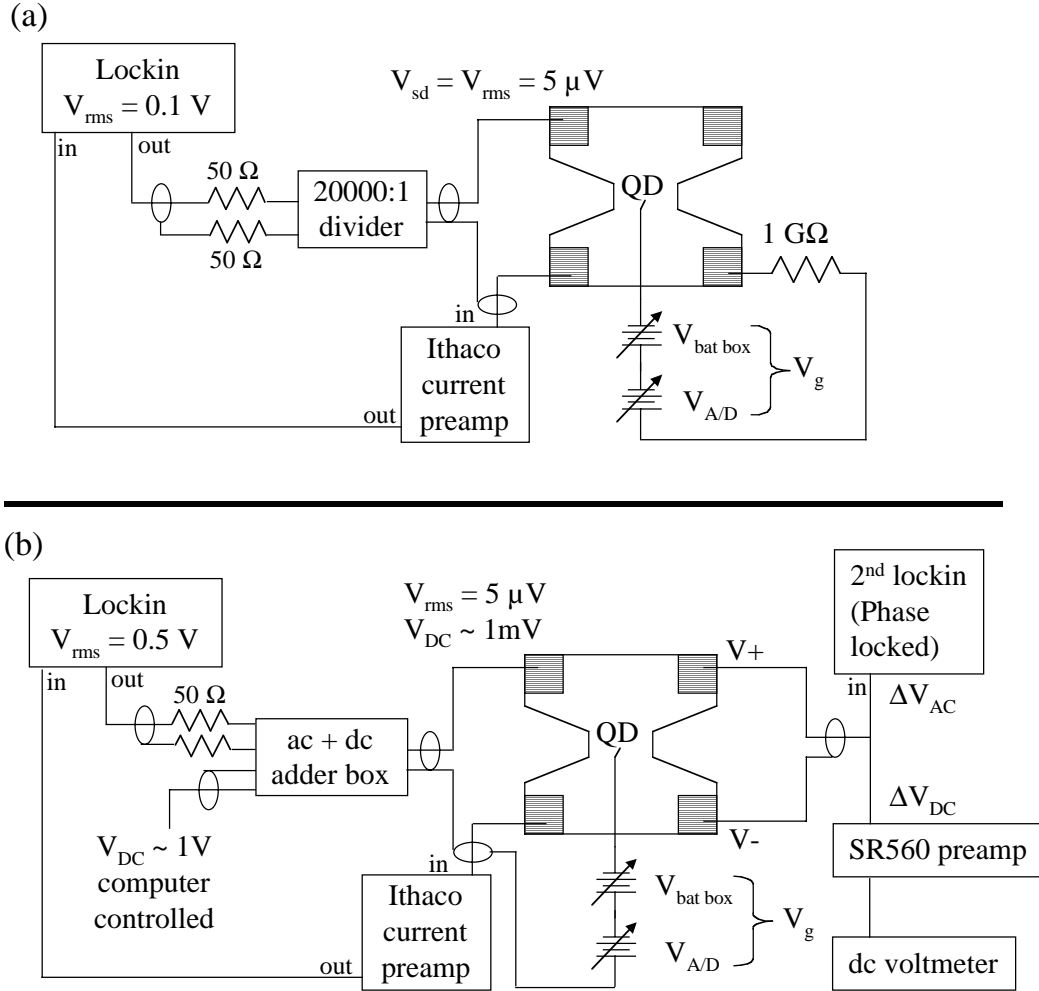 (a)
Lockin
V_rms = 0.1 V
in
out
50 Ω
50 Ω
20000:1
divider
V_sd = V_rms = 5 µV
QD
1 GΩ
in
Ithaco
current
preamp
out
V_bat box
V_A/D
V_g
(b)
Lockin
V_rms = 0.5 V
in
out
50 Ω
ac + dc
adder box
V_DC ~ 1V
computer
controlled
V_rms = 5 µV
V_DC ~ 1mV
QD
V+
V-
in
Ithaco
current
preamp
out
V_bat box
V_A/D
V_g
2nd lockin
(Phase
locked)
in
ΔV_AC
ΔV_DC
SR560 preamp
dc voltmeter